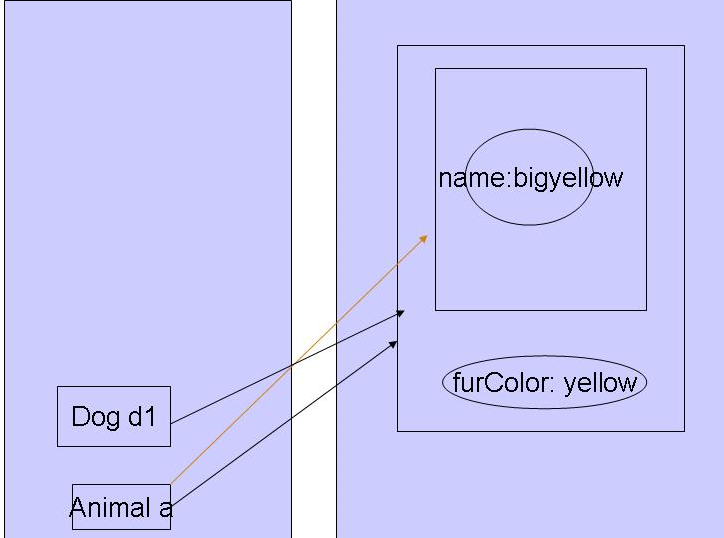 name:bigyellow
furColor: yellow
Dog d1
Animal a